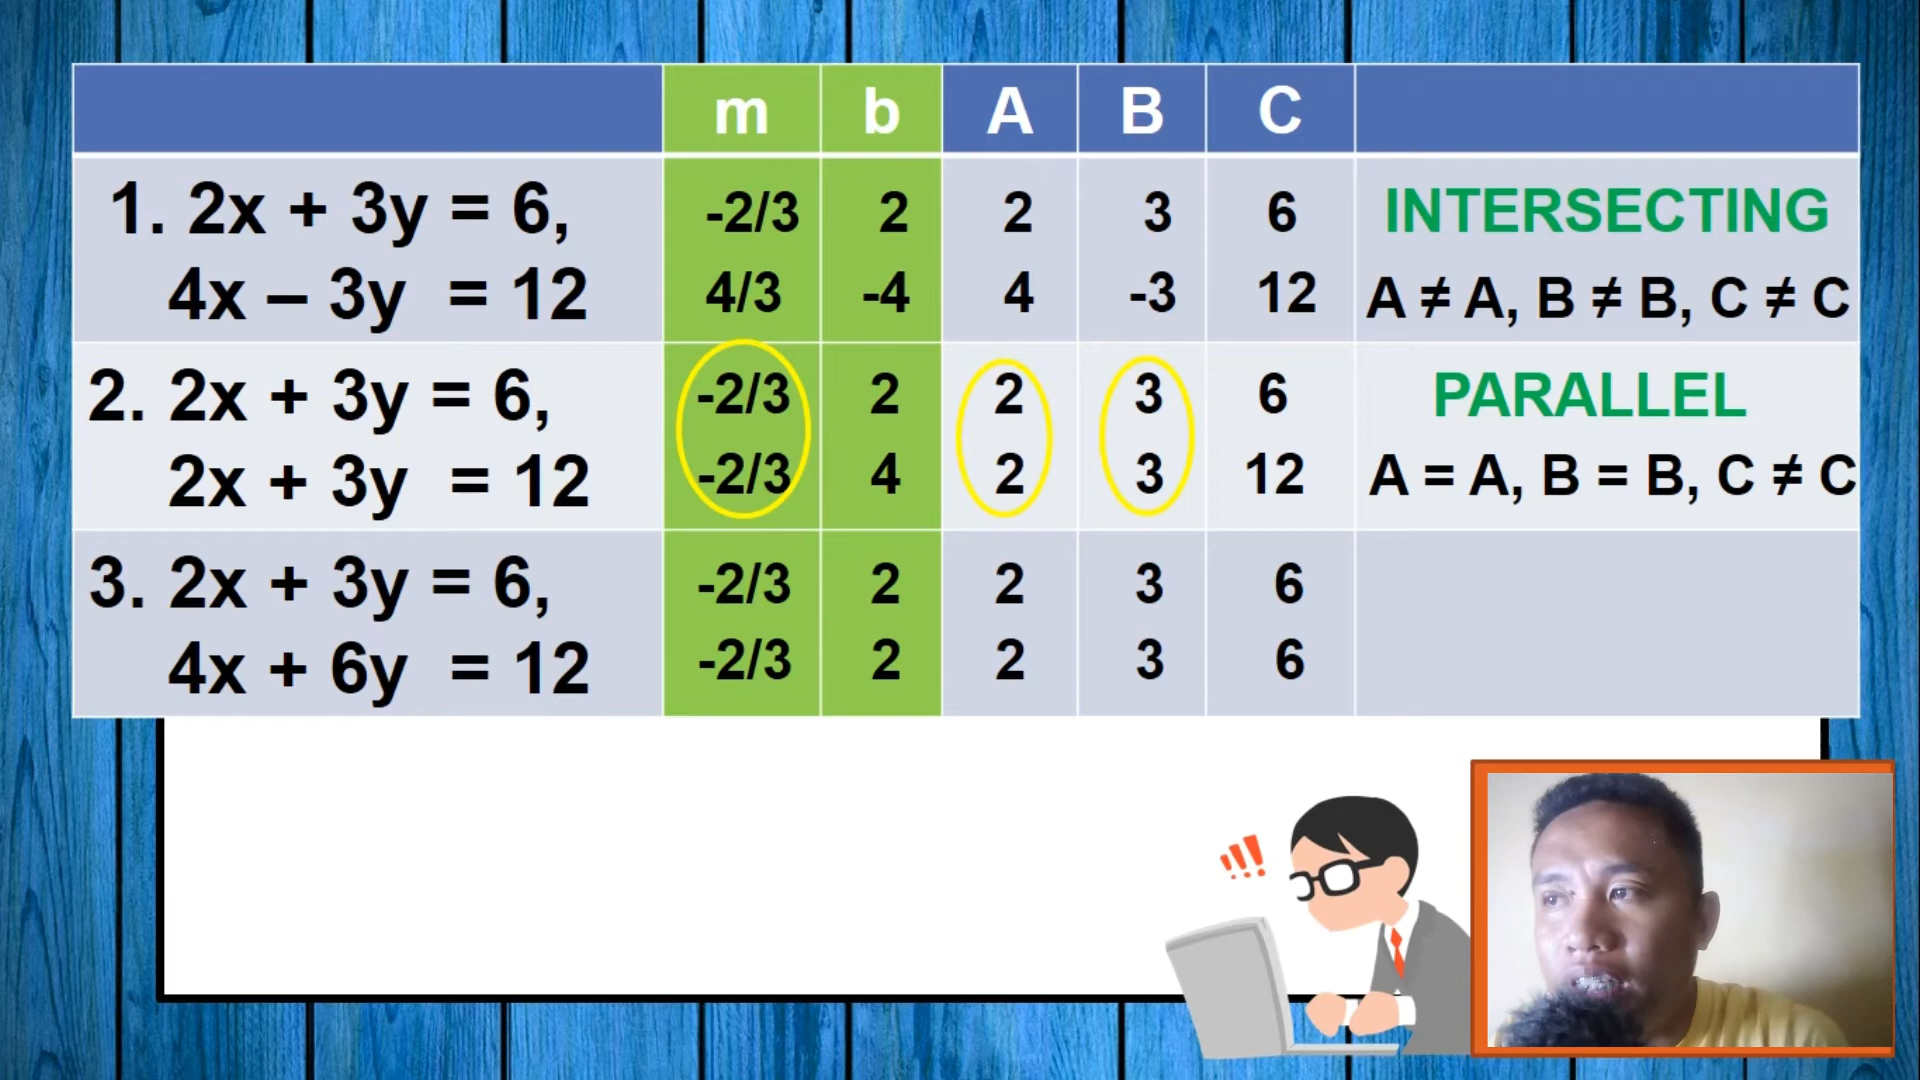 m b A B C
1. 2x + 3y = 6, -2/3 2 2 3 6 INTERSECTING
4x – 3y = 12 4/3 -4 4 -3 12 A ≠ A, B ≠ B, C ≠ C
2. 2x + 3y = 6, -2/3 2 2 3 6 PARALLEL
2x + 3y = 12 -2/3 4 2 3 12 A = A, B = B, C ≠ C
3. 2x + 3y = 6, -2/3 2 2 3 6
4x + 6y = 12 -2/3 2 2 3 6
!!!